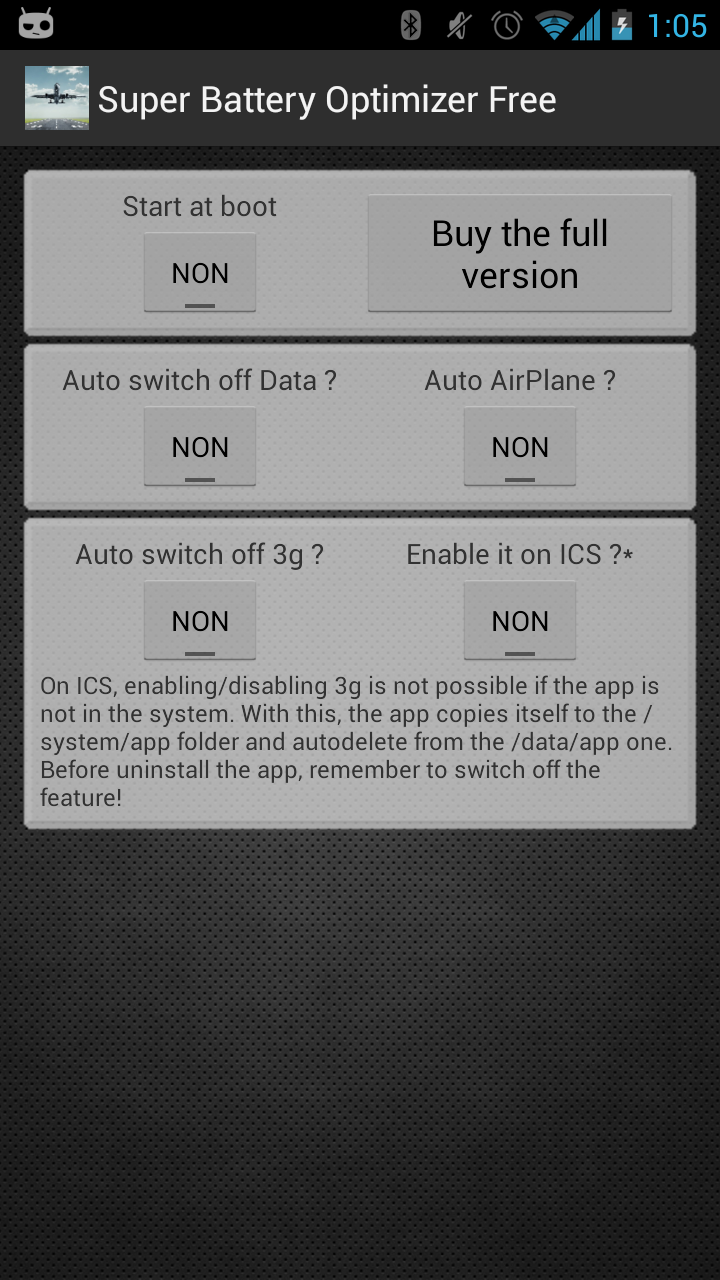 1:05
Super Battery Optimizer Free
Start at boot
NON
Buy the full
version
Auto switch off Data ?
Auto AirPlane ?
NON
NON
Auto switch off 3g ?
Enable it on ICS ?*
NON
NON
On ICS, enabling/disabling 3g is not possible if the app is
not in the system. With this, the app copies itself to the /
system/app folder and autodelete from the /data/app one.
Before uninstall the app, remember to switch off the
feature!